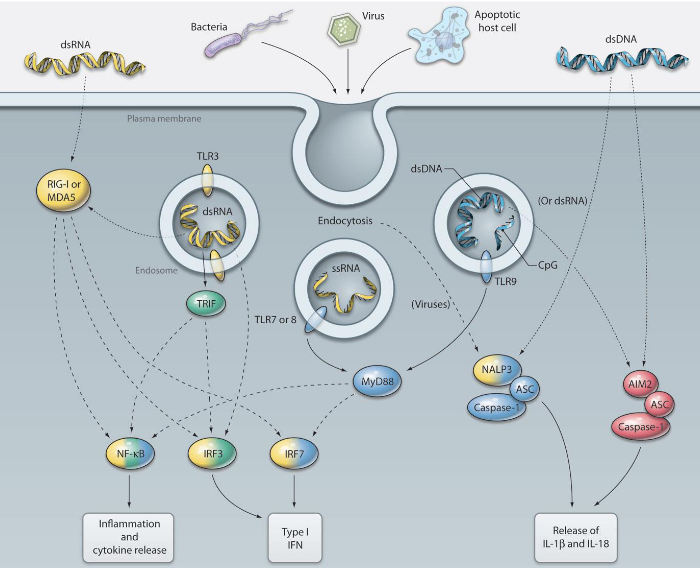 Bacteria
Virus
Apoptotic
host cell
dsRNA
dsDNA
Plasma membrane
TLR3
RIG-I or
MDA5
dsRNA
dsDNA
(Or dsRNA)
Endocytosis
Endosome
ssRNA
CpG
TLR9
TRIF
(Viruses)
TLR7 or 8
MyD88
NALP3
ASC
Caspase-1
AIM2
ASC
Caspase-1
NF-κB
IRF3
IRF7
Inflammation
and
cytokine release
Type I
IFN
Release of
IL-1β and IL-18